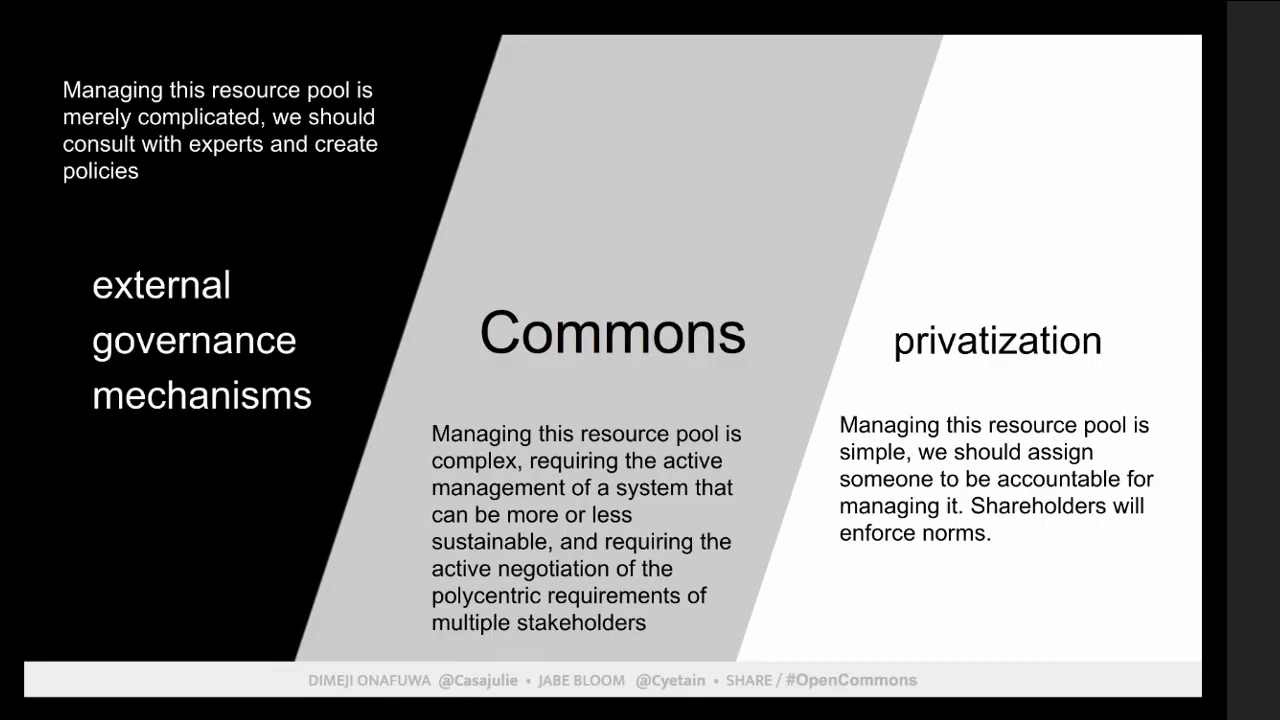 Managing this resource pool is
merely complicated, we should
consult with experts and create
policies
external
governance
mechanisms
Commons
Managing this resource pool is
complex, requiring the active
management of a system that
can be more or less
sustainable, and requiring the
active negotiation of the
polycentric requirements of
multiple stakeholders
privatization
Managing this resource pool is
simple, we should assign
someone to be accountable for
managing it. Shareholders will
enforce norms.
DIMEJI ONAFUWA @Casajulie • JABE BLOOM @Cyetain • SHARE / #OpenCommons